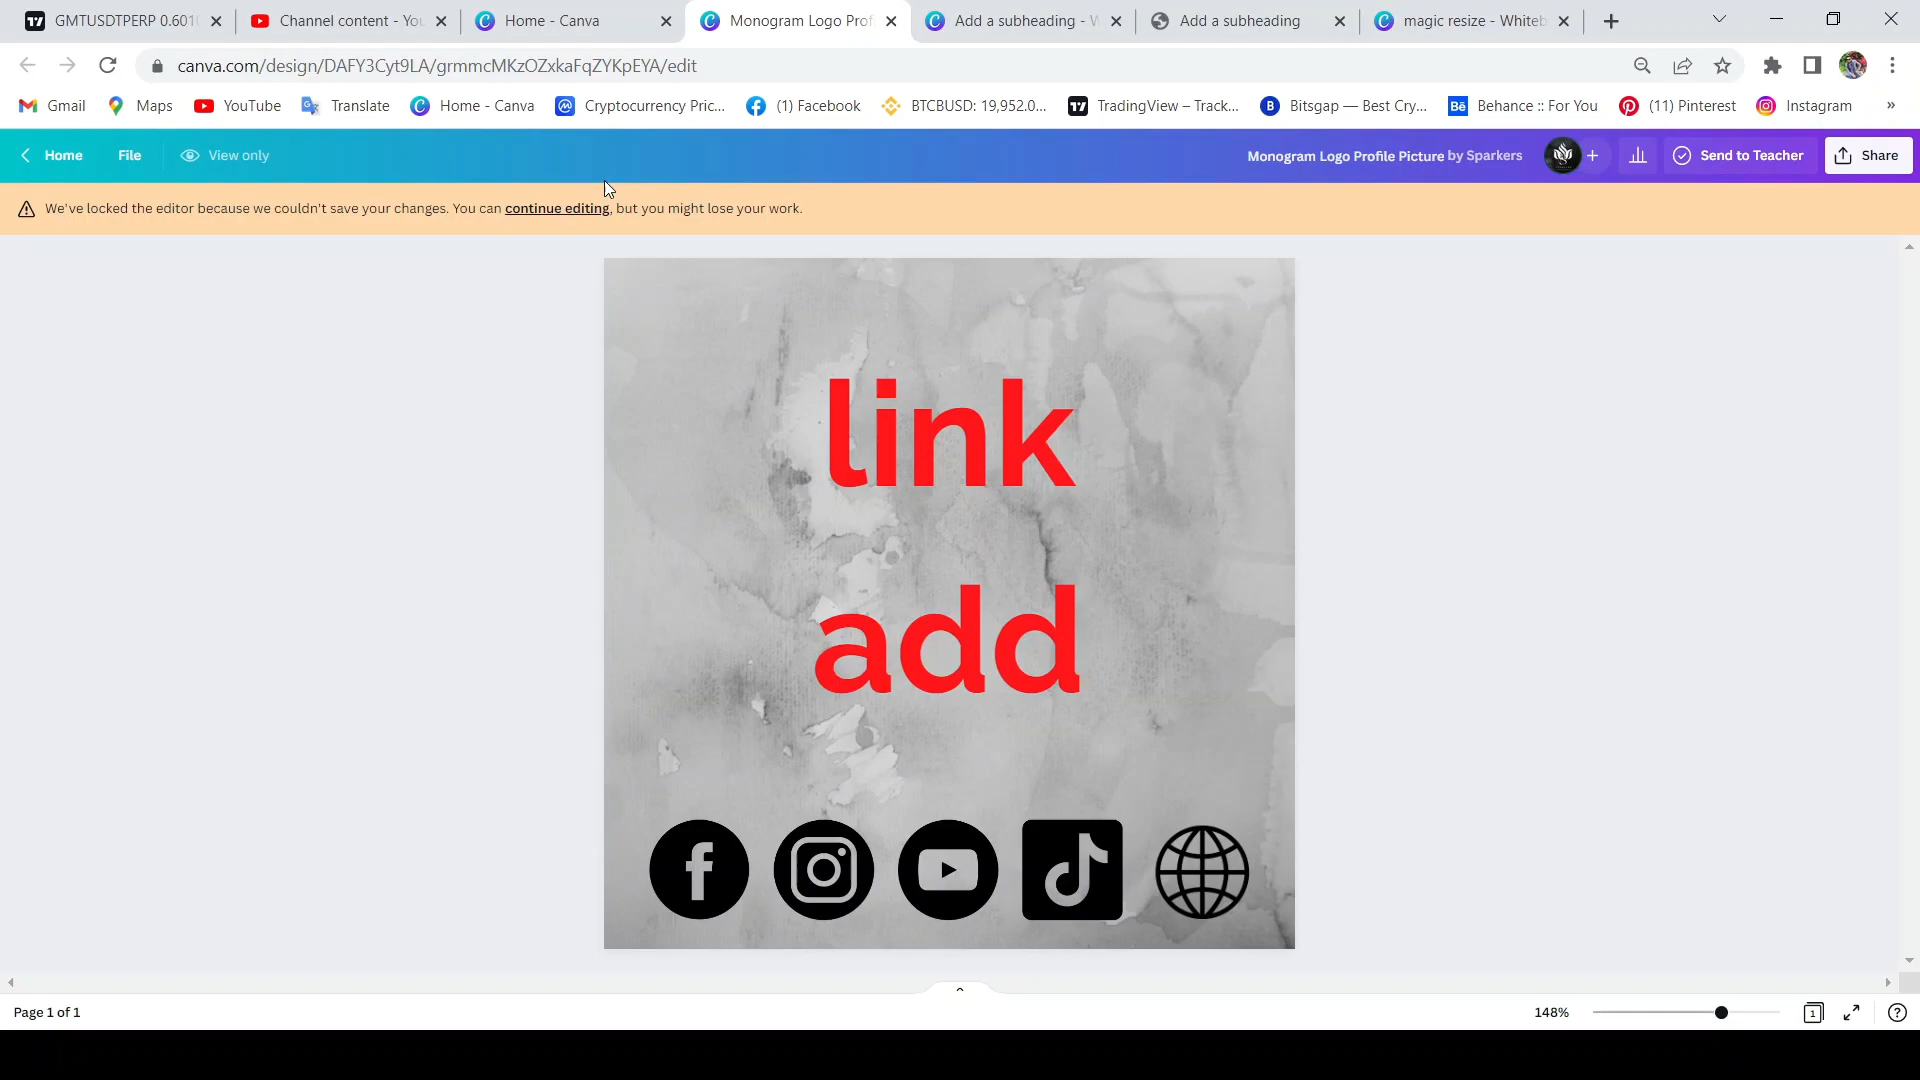 GMTUSDTPERP 0.601
Channel content - You
Home - Canva
Monogram Logo Prof
Add a subheading - W
Add a subheading
magic resize - Whiteb
canva.com/design/DAFY3Cyt9LA/grmmcMKzOZxkaFqZYKpEYA/edit
Gmail
Maps
YouTube
Translate
Home - Canva
Cryptocurrency Pric...
(1) Facebook
BTCBUSD: 19,952.0...
TradingView – Track...
Bitsgap — Best Cry...
Behance :: For You
(11) Pinterest
Instagram
»
Home
File
View only
Monogram Logo Profile Picture by Sparkers
Send to Teacher
Share
We've locked the editor because we couldn't save your changes. You can continue editing, but you might lose your work.
link
add
Page 1 of 1
148%
1